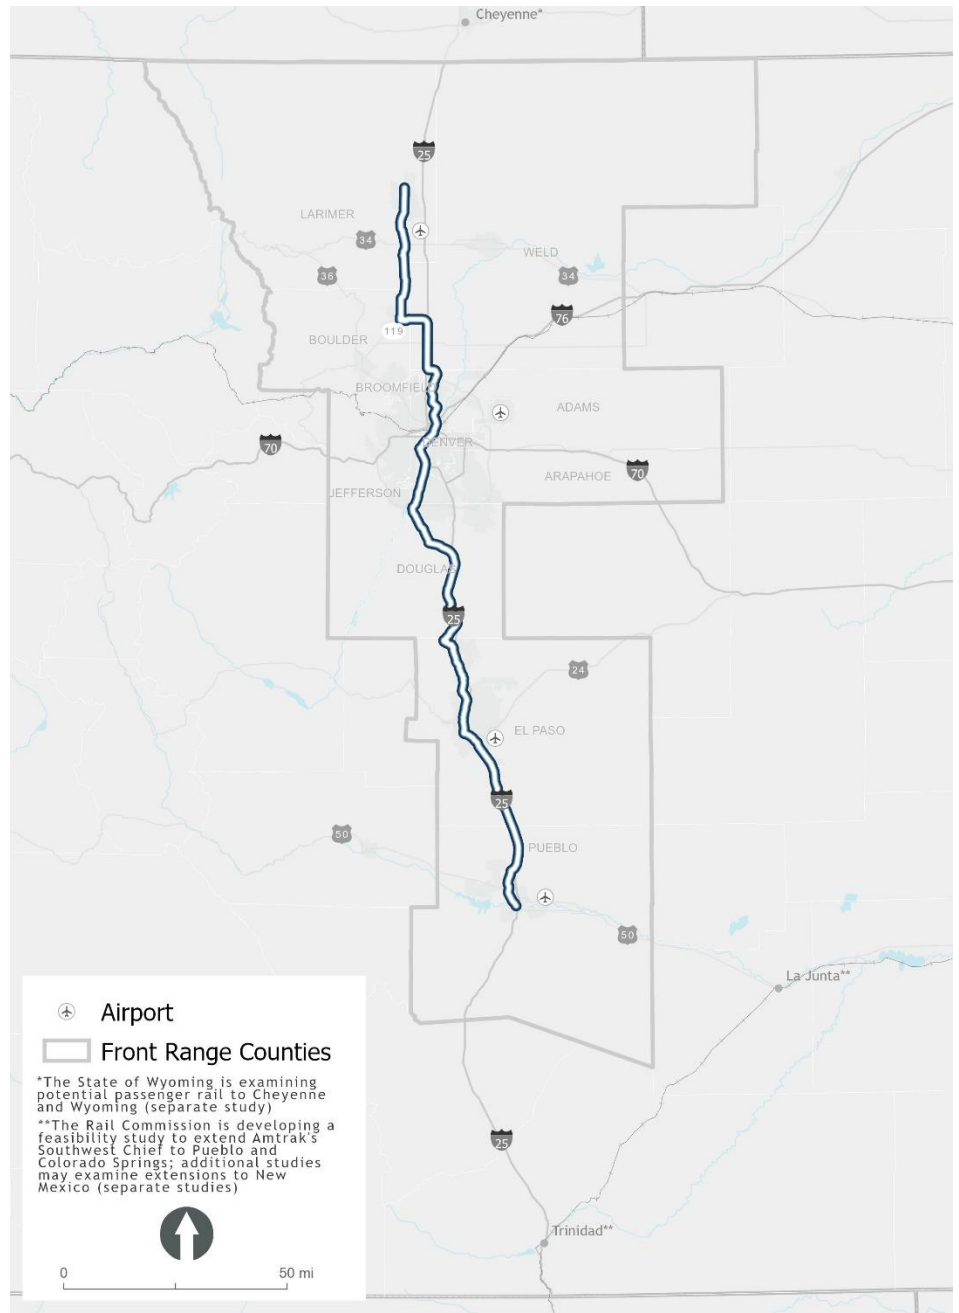 Cheyenne*
25
LARIMER
34
WELD
36
34
76
119
BOULDER
BROOMFIELD
ADAMS
DENVER
70
70
ARAPAHOE
JEFFERSON
DOUGLAS
25
24
EL PASO
25
50
PUEBLO
50
La Junta**
Airport
Front Range Counties
*The State of Wyoming is examining
potential passenger rail to Cheyenne
and Wyoming (separate study)
**The Rail Commission is developing a
feasibility study to extend Amtrak's
Southwest Chief to Pueblo and
Colorado Springs; additional studies
may examine extensions to New
Mexico (separate studies)
25
Trinidad**
0 50 mi